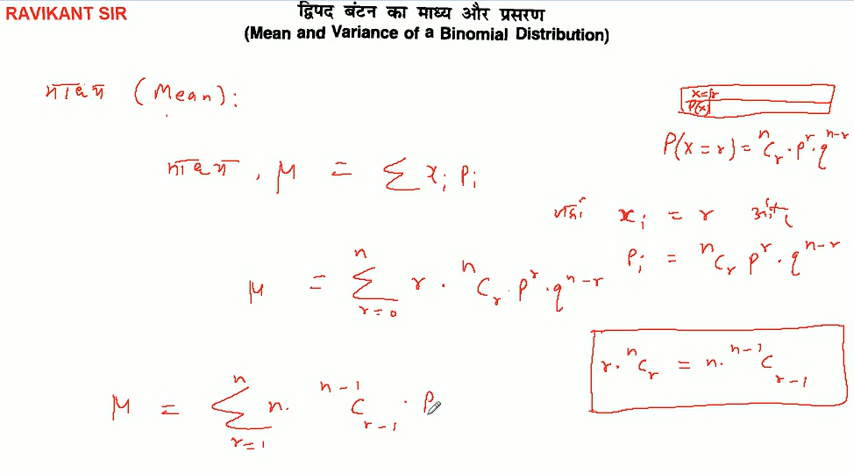 RAVIKANT SIR
द्विपद बंटन का माध्य और प्रसरण
(Mean and Variance of a Binomial Distribution)
माध्य (Mean):
x=r
P(x)
P(x=r) = ⁿCᵣ · pʳ · qⁿ⁻ʳ
माध्य, μ = Σ xᵢ pᵢ
जहाँ xᵢ = r
pᵢ = ⁿCᵣ pʳ · qⁿ⁻ʳ
μ = Σ_{r=0}^{n} r · ⁿCᵣ · pʳ · qⁿ⁻ʳ
r · ⁿCᵣ = n · ⁿ⁻¹Cᵣ₋₁
μ = Σ_{r=1}^{n} n · ⁿ⁻¹Cᵣ₋₁ · p